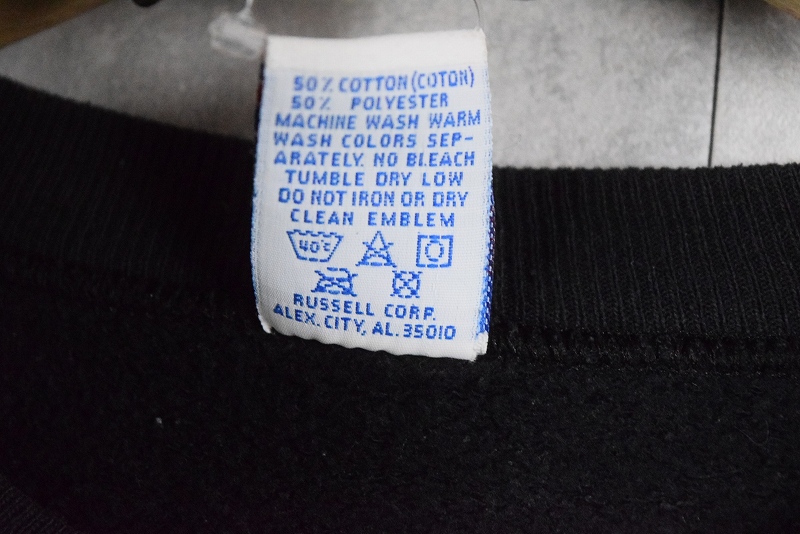 50% COTTON (COTON)
50% POLYESTER
MACHINE WASH WARM
WASH COLORS SEP-
ARATELY. NO BLEACH
TUMBLE DRY LOW
DO NOT IRON OR DRY
CLEAN EMBLEM
40°C
RUSSELL CORP.
ALEX. CITY, AL. 35010